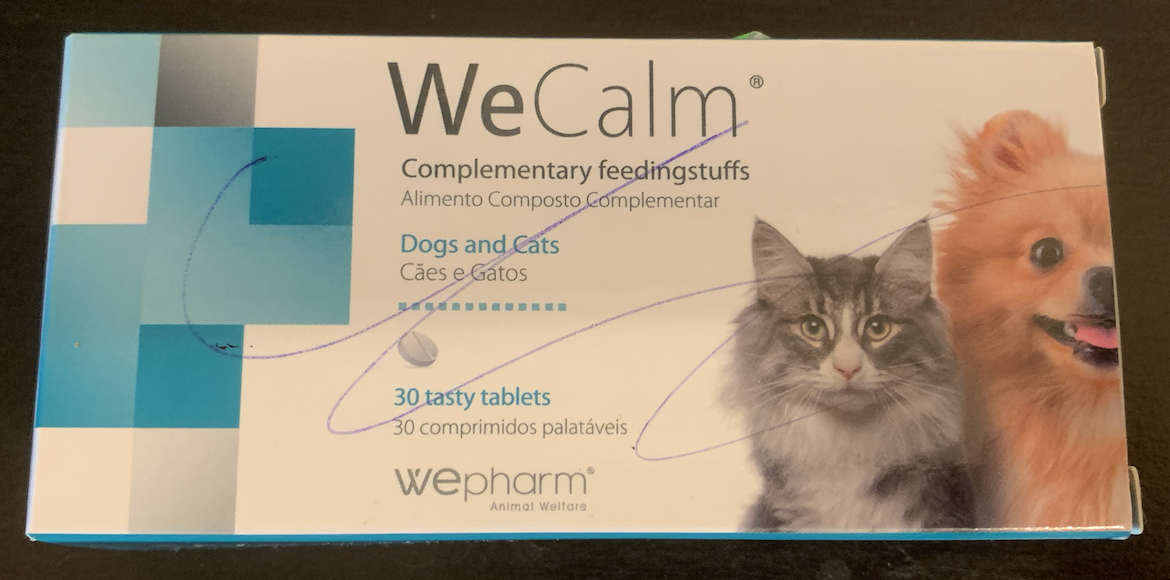 WeCalm®
Complementary feedingstuffs
Alimento Composto Complementar
Dogs and Cats
Cães e Gatos
30 tasty tablets
30 comprimidos palatáveis
wepharm®
Animal Welfare